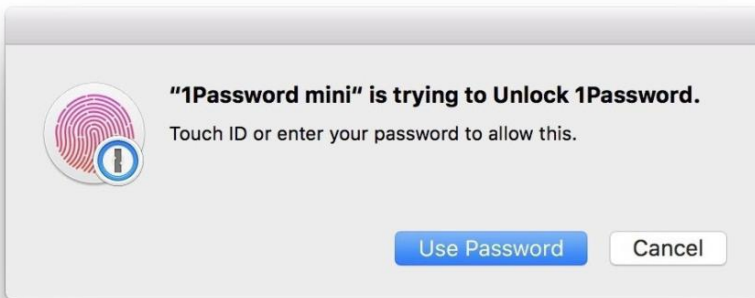 "1Password mini" is trying to Unlock 1Password.
Touch ID or enter your password to allow this.
Use Password
Cancel